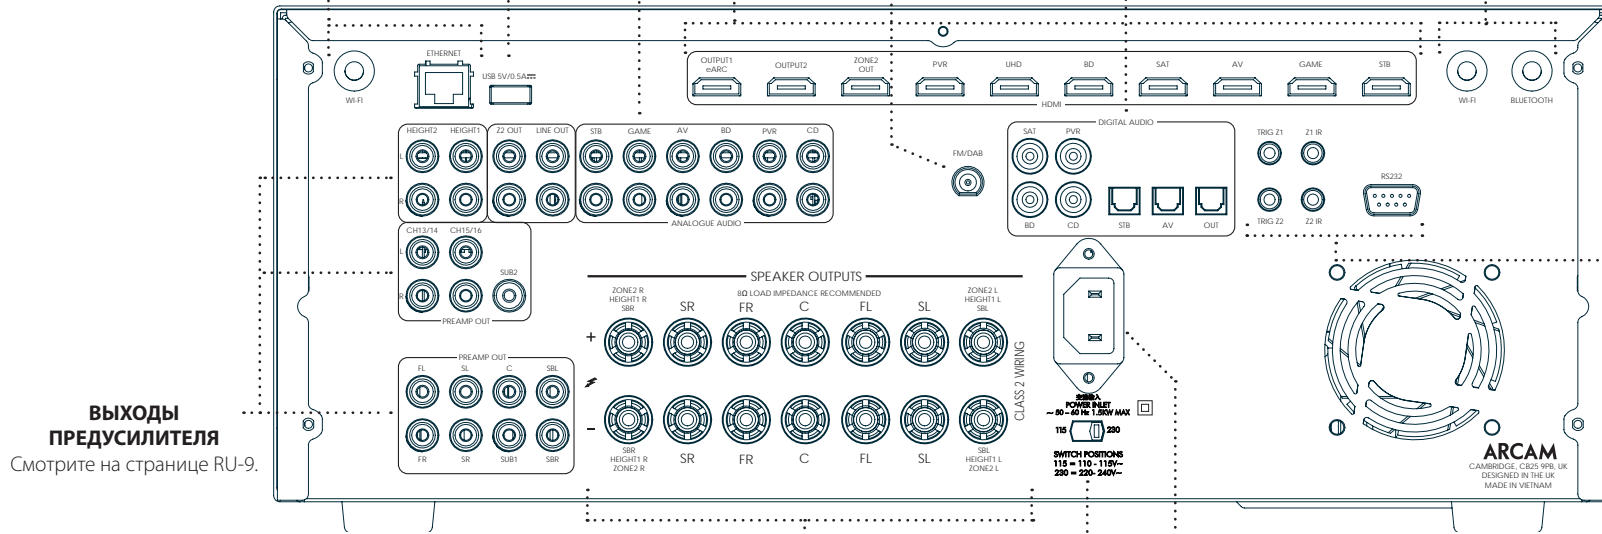 ETHERNET
USB 5V/0.5A
WI-FI
OUTPUT1
eARC
OUTPUT2
ZONE2
OUT
PVR
UHD
BD
SAT
AV
GAME
STB
HDMI
WI-FI
BLUETOOTH
HEIGHT2
HEIGHT1
Z2 OUT
LINE OUT
STB
GAME
AV
BD
PVR
CD
L
R
ANALOGUE AUDIO
FM/DAB
DIGITAL AUDIO
SAT
PVR
BD
CD
STB
AV
OUT
TRIG Z1
Z1 IR
TRIG Z2
Z2 IR
RS232
CH13/14
CH15/16
L
R
SUB2
PREAMP OUT
SPEAKER OUTPUTS
8Ω LOAD IMPEDANCE RECOMMENDED
ZONE2 R
HEIGHT1 R
SBR
SR
FR
C
FL
SL
ZONE2 L
HEIGHT1 L
SBL
+
−
CLASS 2 WIRING
SBR
HEIGHT1 R
ZONE2 R
SR
FR
C
FL
SL
SBL
HEIGHT1 L
ZONE2 L
PREAMP OUT
FL
SL
C
SBL
FR
SR
SUB1
SBR
POWER INLET
~ 50 – 60 Hz 1.5KW MAX
115
230
SWITCH POSITIONS
115 = 110 - 115V~
230 = 220- 240V~
ВЫХОДЫ
ПРЕДУСИЛИТЕЛЯ
Смотрите на странице RU-9.
ARCAM
CAMBRIDGE, CB25 9PB, UK
DESIGNED IN THE UK
MADE IN VIETNAM